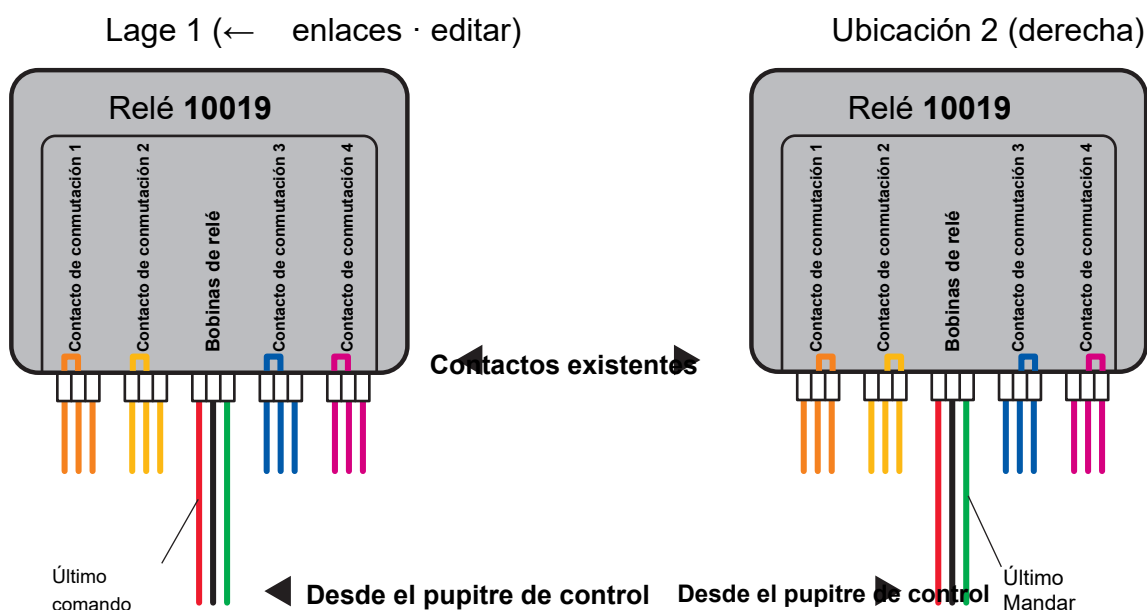 Lage 1 (← enlaces · editar)
Ubicación 2 (derecha)
Relé 10019
Contacto de conmutación 1
Contacto de conmutación 2
Bobinas de relé
Contacto de conmutación 3
Contacto de conmutación 4
Relé 10019
Contacto de conmutación 1
Contacto de conmutación 2
Bobinas de relé
Contacto de conmutación 3
Contacto de conmutación 4
Contactos existentes
Último
comando
Desde el pupitre de control
Desde el pupitre de control
Último
Mandar